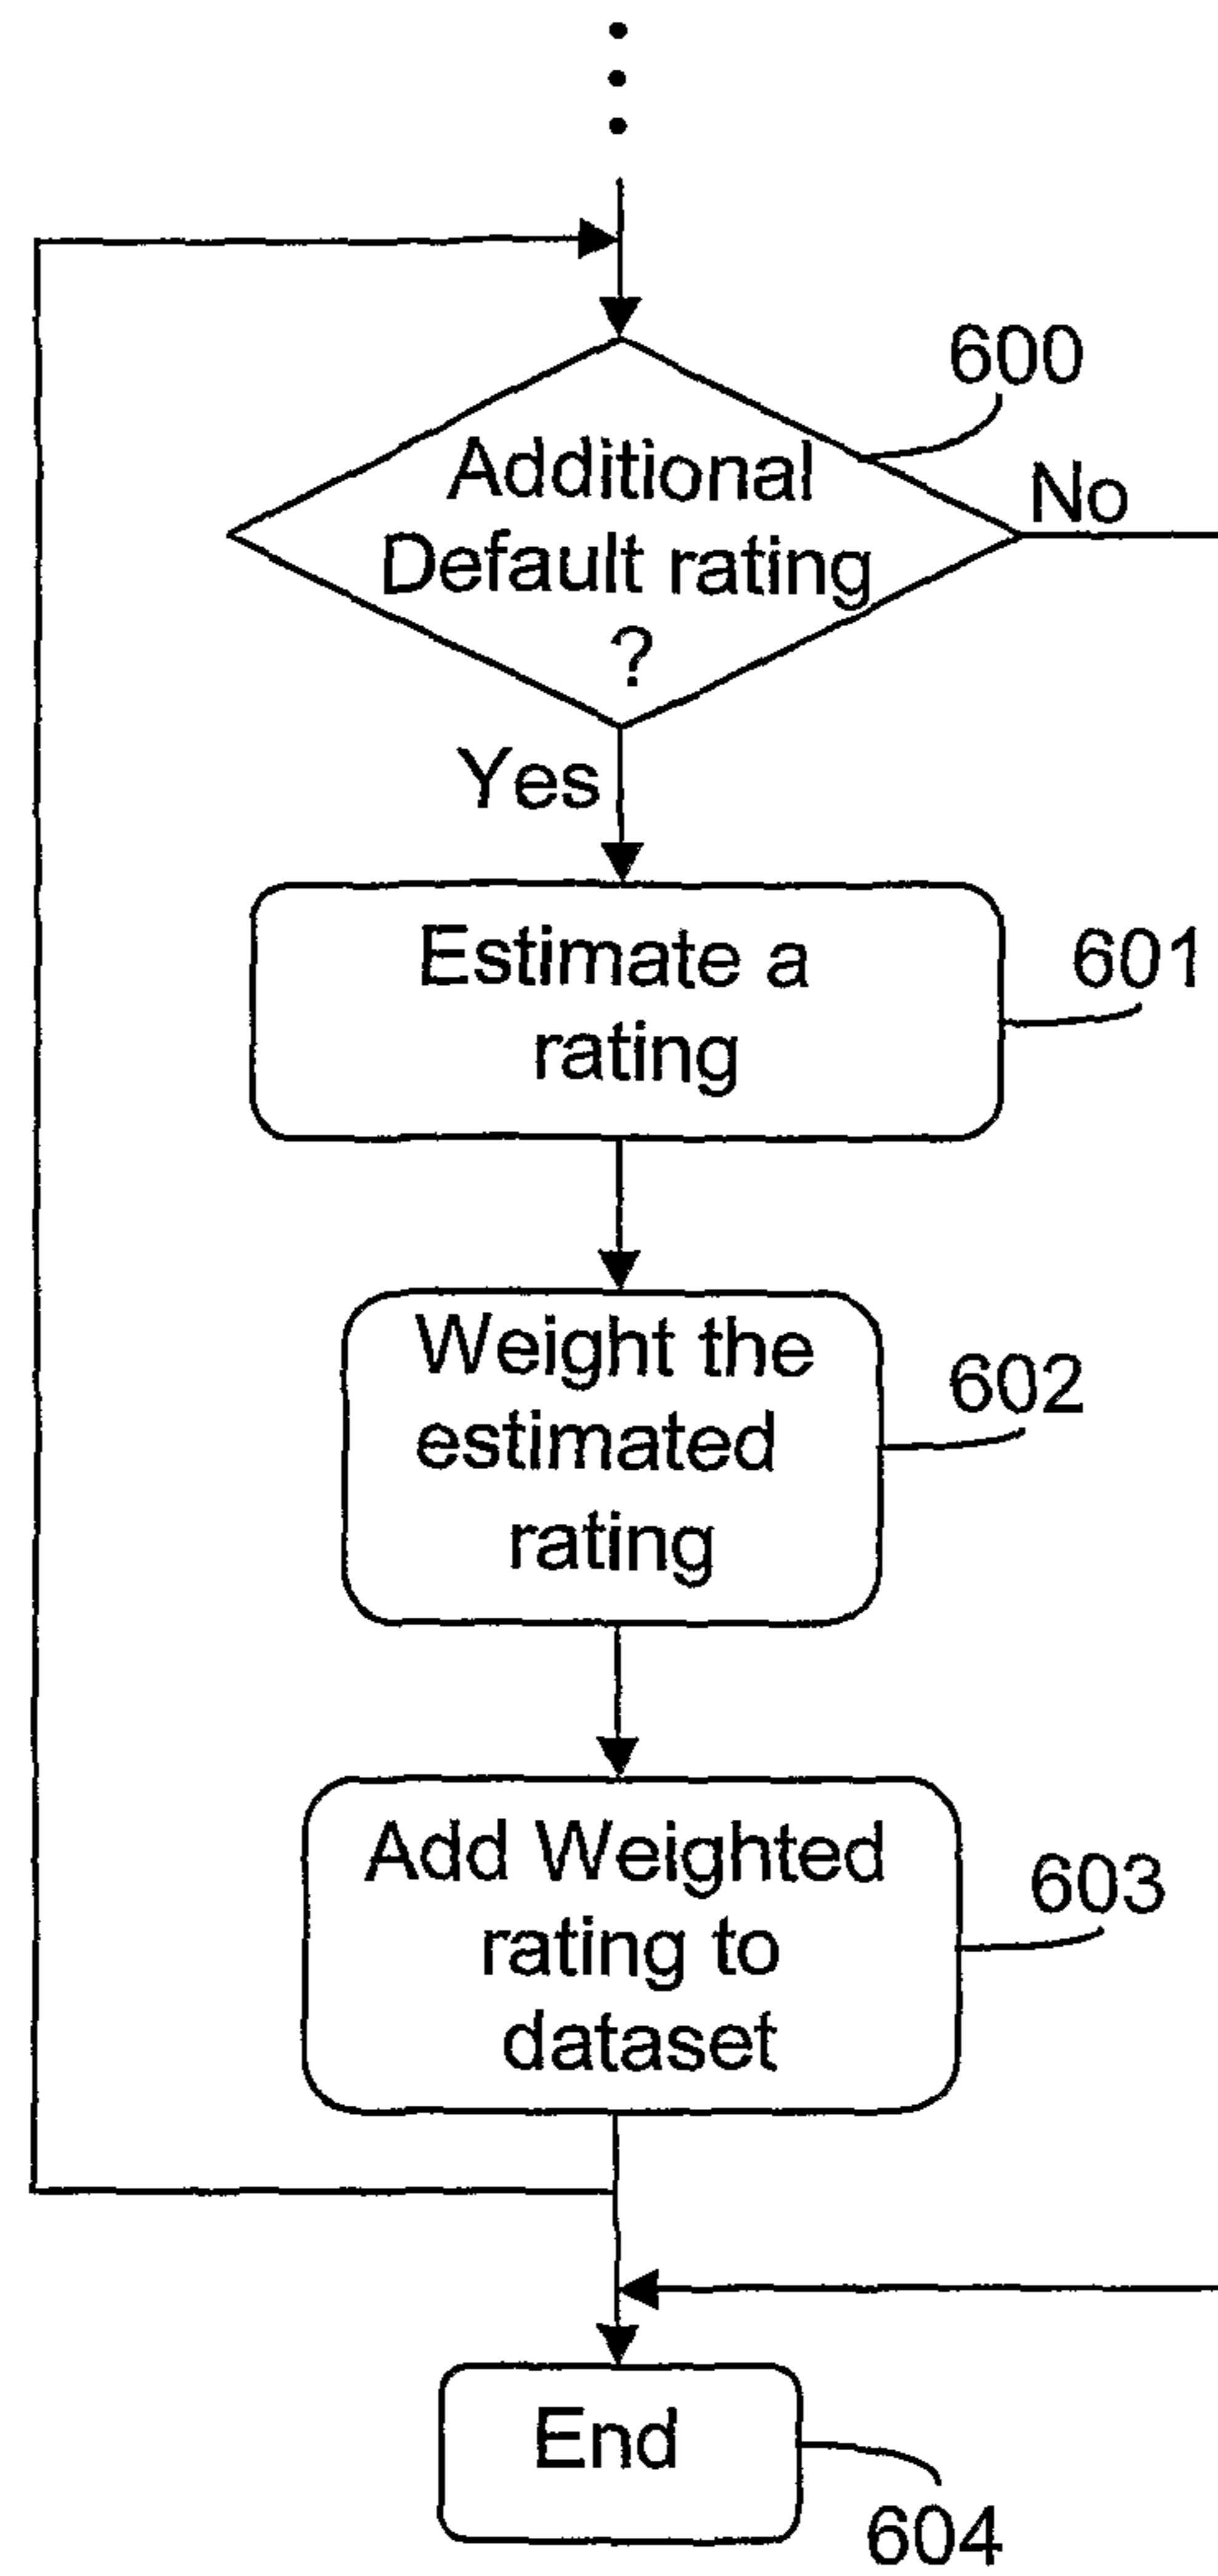 600
Additional
Default rating
?
No
Yes
Estimate a
rating
601
Weight the
estimated
rating
602
Add Weighted
rating to
dataset
603
End
604